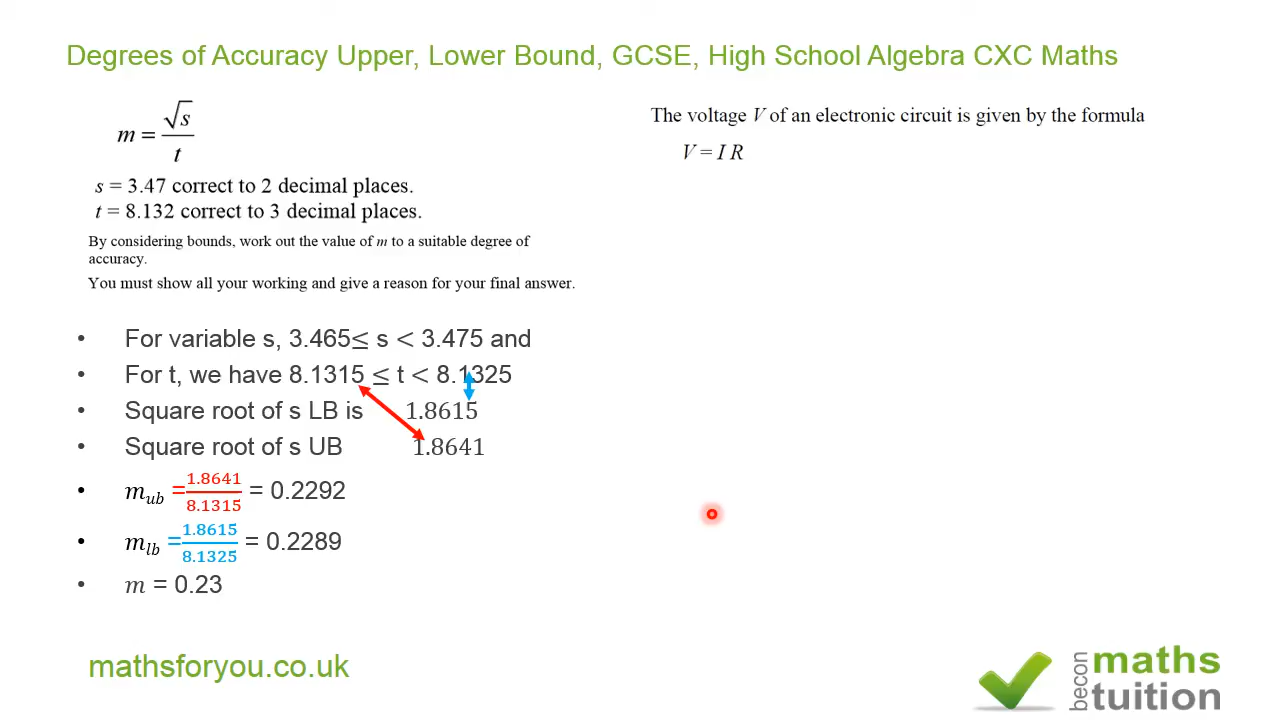 Degrees of Accuracy Upper, Lower Bound, GCSE, High School Algebra CXC Maths
m = √s / t
s = 3.47 correct to 2 decimal places.
t = 8.132 correct to 3 decimal places.
By considering bounds, work out the value of m to a suitable degree of
accuracy.
You must show all your working and give a reason for your final answer.
• For variable s, 3.465≤ s < 3.475 and
• For t, we have 8.1315 ≤ t < 8.1325
• Square root of s LB is 1.8615
• Square root of s UB 1.8641
• m_ub = 1.8641/8.1315 = 0.2292
• m_lb = 1.8615/8.1325 = 0.2289
• m = 0.23
The voltage V of an electronic circuit is given by the formula
V = I R
mathsforyou.co.uk
becon
maths
tuition